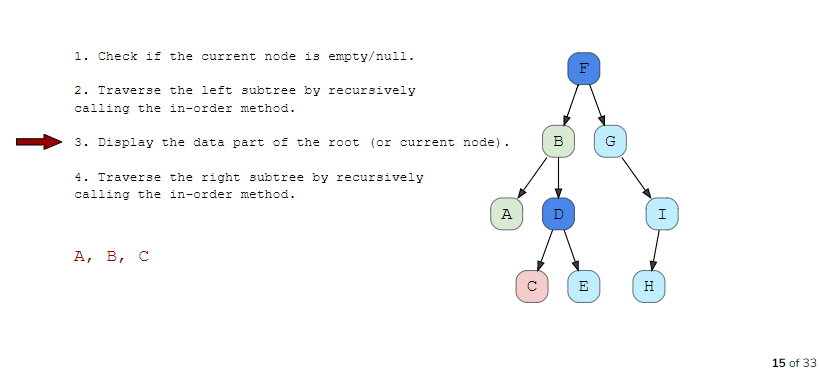 1. Check if the current node is empty/null.
2. Traverse the left subtree by recursively
calling the in-order method.
3. Display the data part of the root (or current node).
4. Traverse the right subtree by recursively
calling the in-order method.
A, B, C
F
B G
A D I
C E H
15 of 33